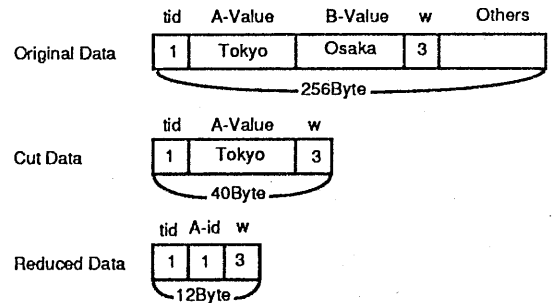 tid A-Value B-Value w Others
Original Data 1 Tokyo Osaka 3
256Byte
tid A-Value w
Cut Data 1 Tokyo 3
40Byte
tid A-id w
Reduced Data 1 1 3
12Byte